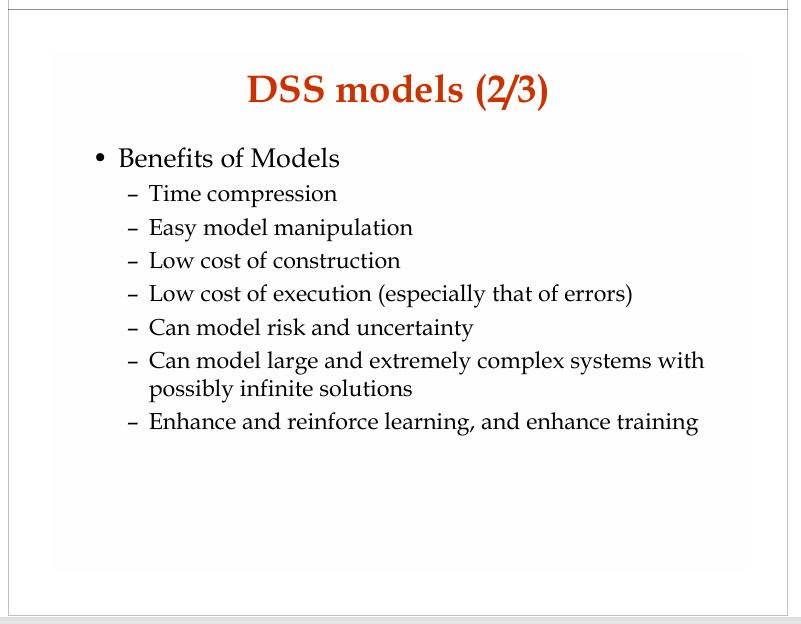 DSS models (2/3)
• Benefits of Models
– Time compression
– Easy model manipulation
– Low cost of construction
– Low cost of execution (especially that of errors)
– Can model risk and uncertainty
– Can model large and extremely complex systems with
possibly infinite solutions
– Enhance and reinforce learning, and enhance training